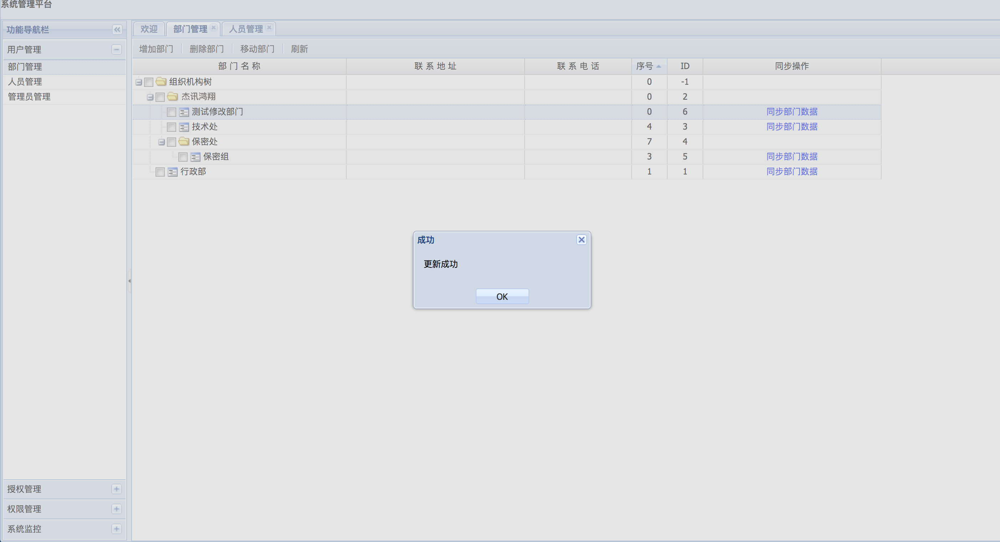 系统管理平台
功能导航栏
用户管理
部门管理
人员管理
管理员管理
授权管理
权限管理
系统监控
欢迎 部门管理 人员管理
增加部门 删除部门 移动部门 刷新
部门名称 联系地址 联系电话 序号 ID 同步操作
组织机构树 0 -1
杰讯鸿翔 0 2
测试修改部门 0 6 同步部门数据
技术处 4 3 同步部门数据
保密处 7 4
保密组 3 5 同步部门数据
行政部 1 1 同步部门数据
成功
更新成功
OK